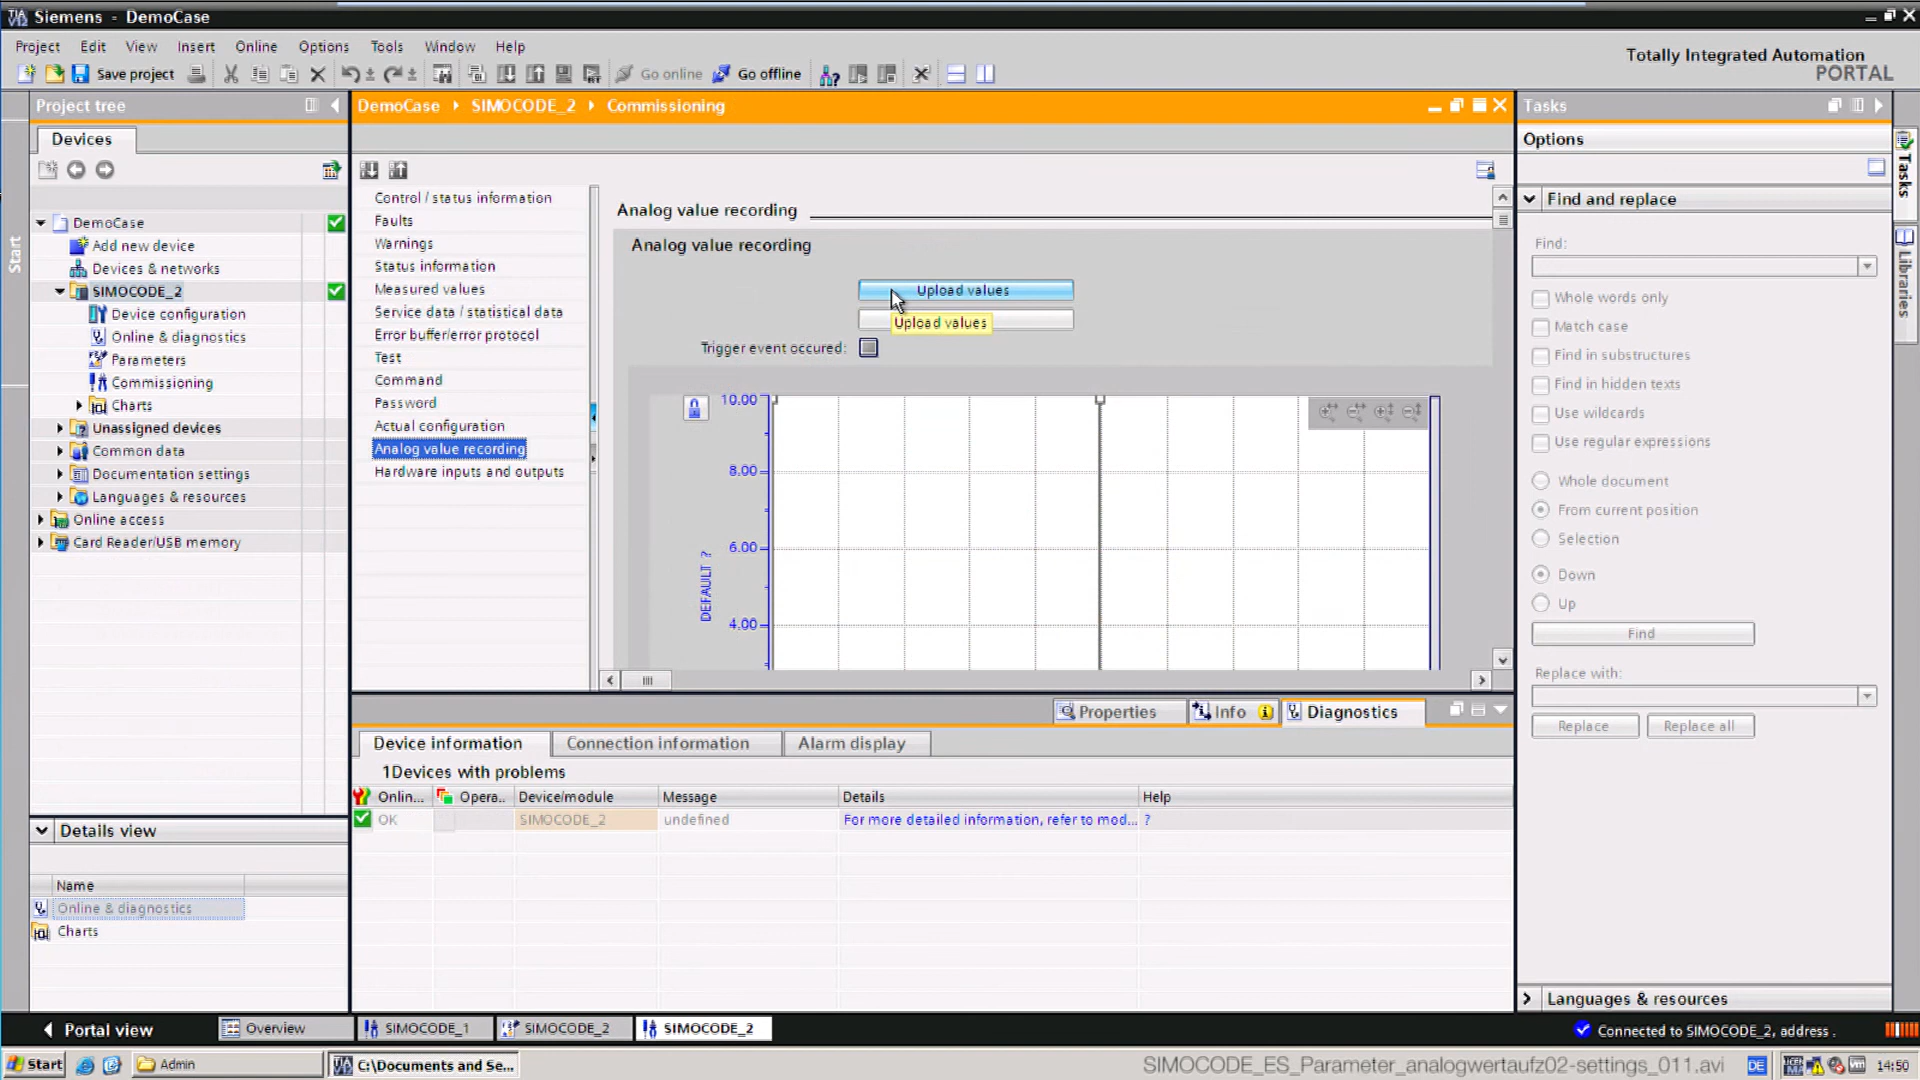 Siemens - DemoCase
Project Edit View Insert Online Options Tools Window Help
Totally Integrated Automation
PORTAL
Save project
Go online
Go offline
Project tree
DemoCase SIMOCODE_2 Commissioning
Tasks
Devices
Options
Start
DemoCase
Add new device
Devices & networks
SIMOCODE_2
Device configuration
Online & diagnostics
Parameters
Commissioning
Charts
Unassigned devices
Common data
Documentation settings
Languages & resources
Online access
Card Reader/USB memory
Control / status information
Faults
Warnings
Status information
Measured values
Service data / statistical data
Error buffer/error protocol
Test
Command
Password
Actual configuration
Analog value recording
Hardware inputs and outputs
Analog value recording
Analog value recording
Upload values
Upload values
Trigger event occured:
10.00
8.00
6.00
4.00
DEFAULT ?
Find and replace
Find:
Whole words only
Match case
Find in substructures
Find in hidden texts
Use wildcards
Use regular expressions
Whole document
From current position
Selection
Down
Up
Find
Replace with:
Replace
Replace all
Languages & resources
Tasks
Libraries
Properties
Info
Diagnostics
Device information
Connection information
Alarm display
1Devices with problems
Onlin... Opera.. Device/module Message Details Help
OK SIMOCODE_2 undefined For more detailed information, refer to mod... ?
Details view
Name
Online & diagnostics
Charts
Portal view
Overview
SIMOCODE_1
SIMOCODE_2
SIMOCODE_2
Connected to SIMOCODE_2, address .
Start
Admin
C:\Documents and Se...
SIMOCODE_ES_Parameter_analogwertaufz02-settings_011.avi
DE
14:50